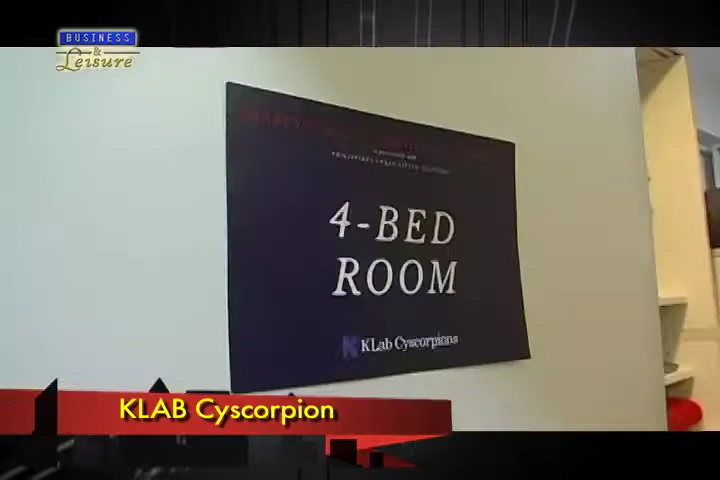 BUSINESS
&
Leisure
4-BED
ROOM
KLab Cyscorpions
KLAB Cyscorpion